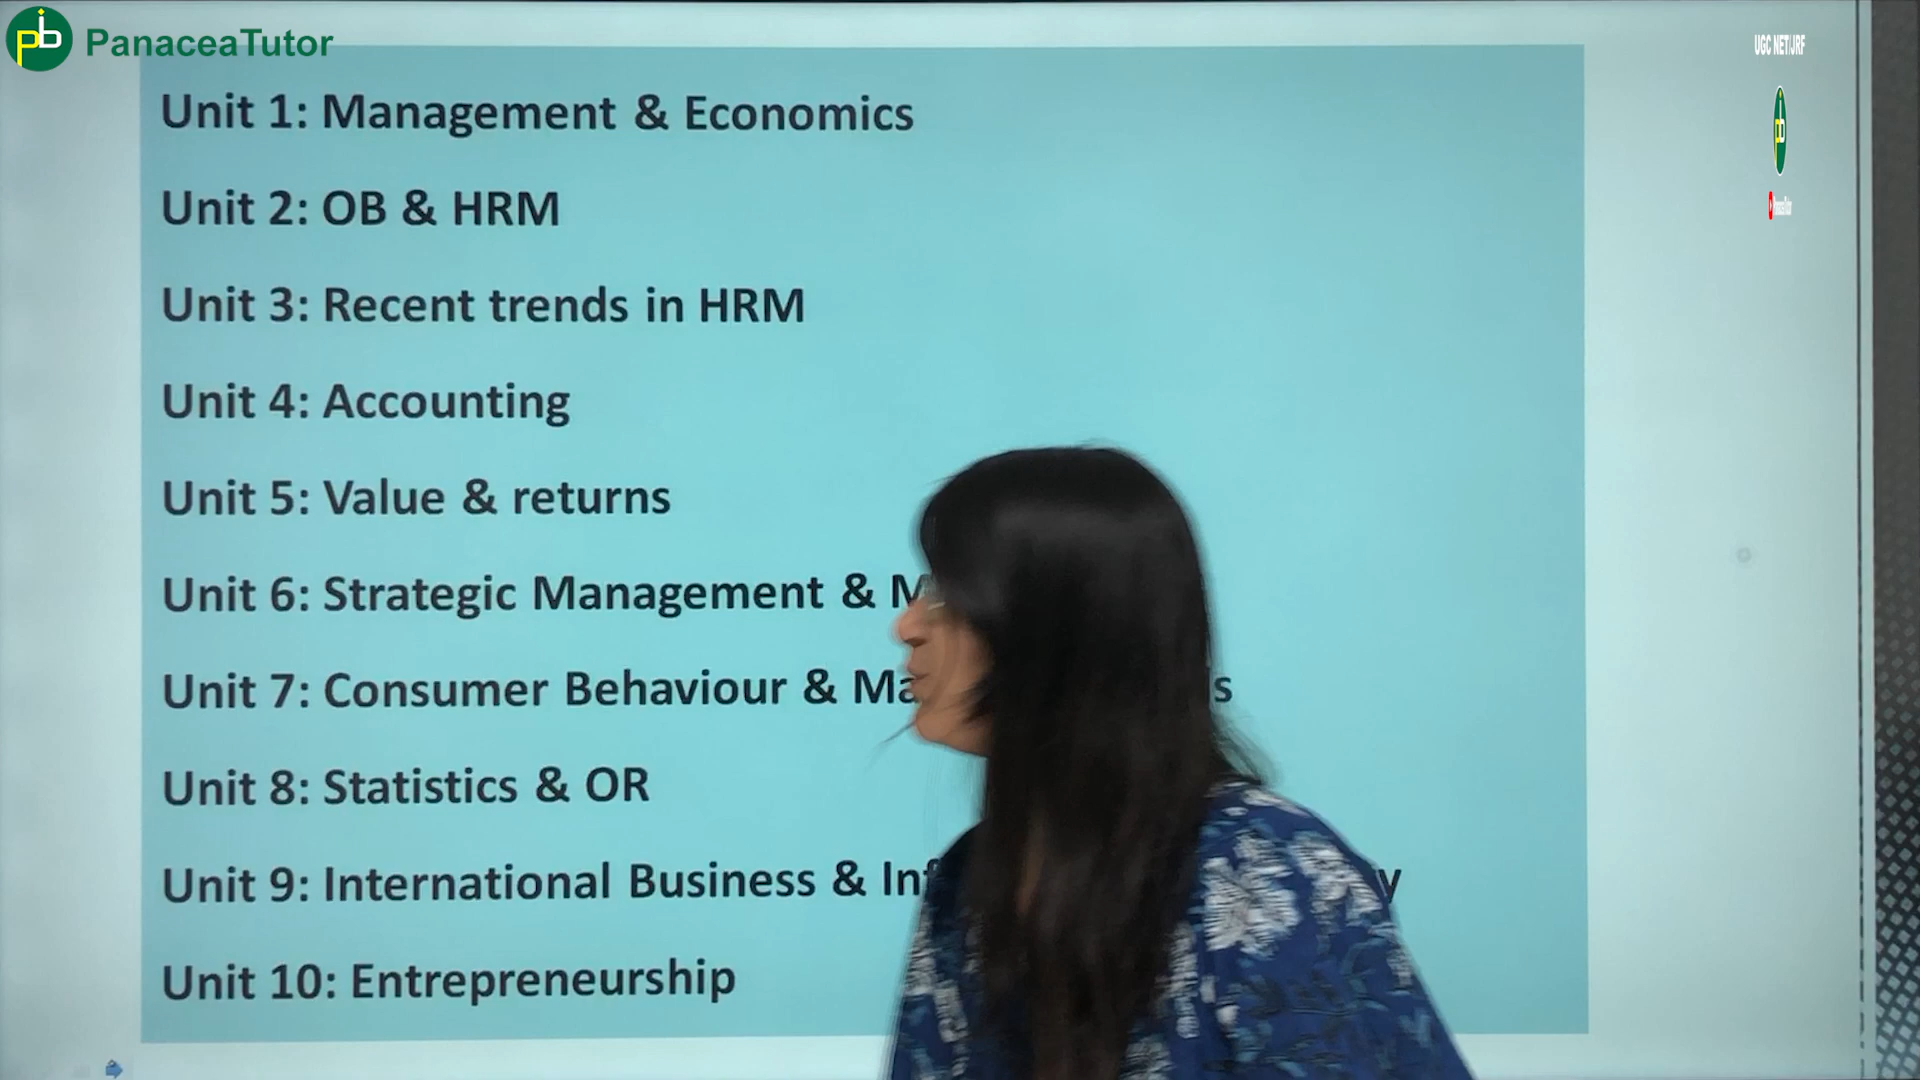 PanaceaTutor
UGC NET/JRF
Unit 1: Management & Economics
Unit 2: OB & HRM
Unit 3: Recent trends in HRM
Unit 4: Accounting
Unit 5: Value & returns
Unit 6: Strategic Management &
Unit 7: Consumer Behaviour &
Unit 8: Statistics & OR
Unit 9: International Business &
Unit 10: Entrepreneurship